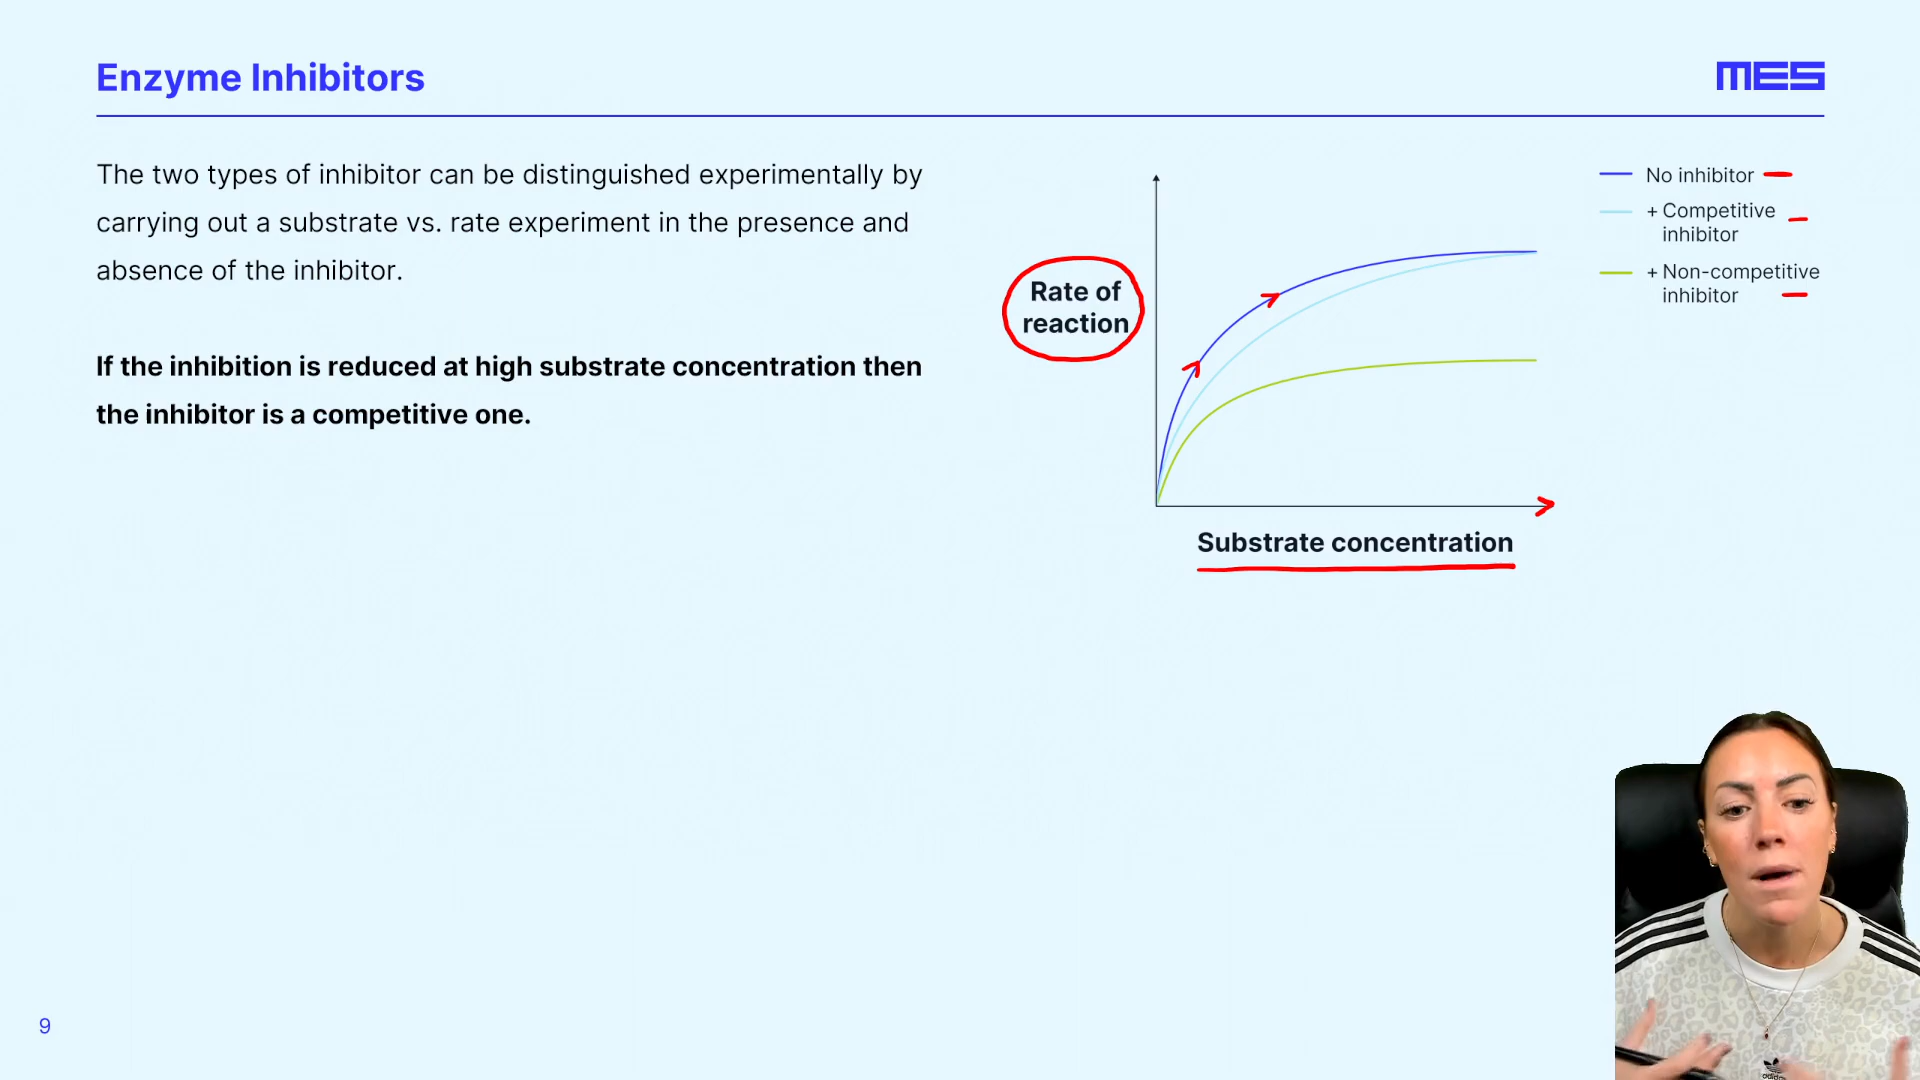 Enzyme Inhibitors
MES
The two types of inhibitor can be distinguished experimentally by
carrying out a substrate vs. rate experiment in the presence and
absence of the inhibitor.
If the inhibition is reduced at high substrate concentration then
the inhibitor is a competitive one.
Rate of
reaction
Substrate concentration
No inhibitor
+ Competitive
inhibitor
+ Non-competitive
inhibitor
adidas
9